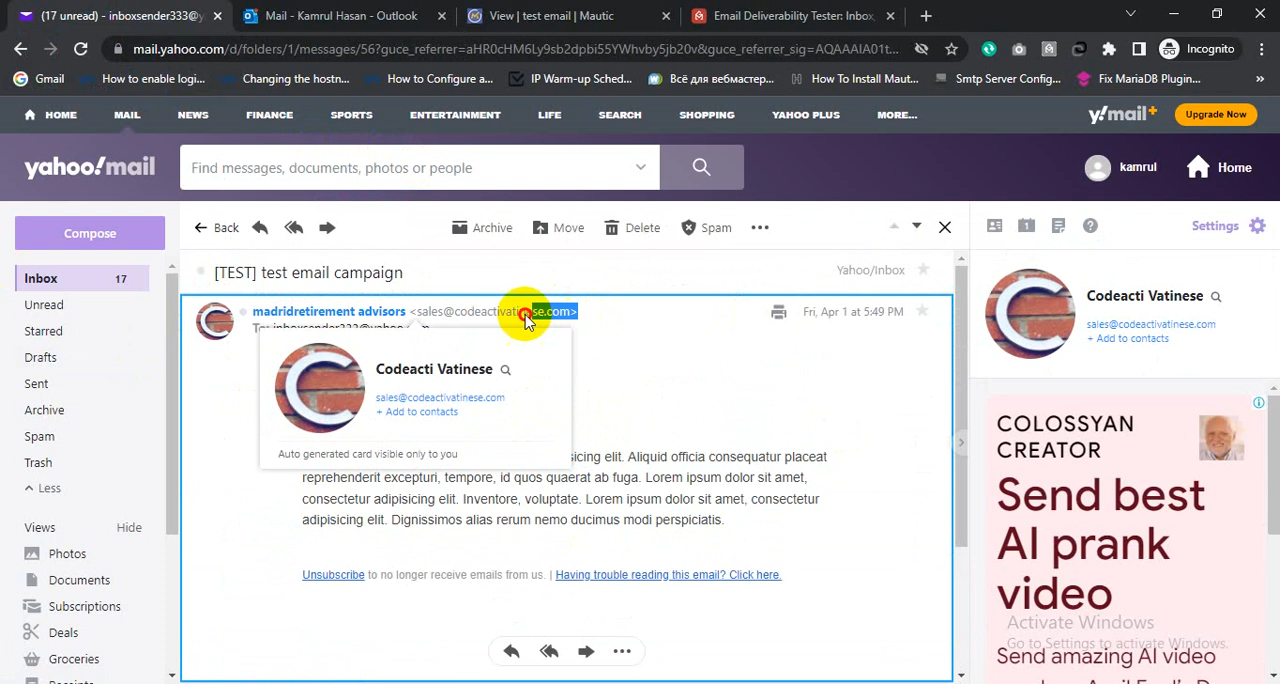 (17 unread) - inboxsender333@y
Mail - Kamrul Hasan - Outlook
View | test email | Mautic
Email Deliverability Tester: Inbox
mail.yahoo.com/d/folders/1/messages/56?guce_referrer=aHR0cHM6Ly9sb2dpbi55YWhvby5jb20v&guce_referrer_sig=AQAAAIA01t...
Incognito
Gmail
How to enable logi...
Changing the hostn...
How to Configure a...
IP Warm-up Sched...
Всё для вебмастер...
How To Install Maut...
Smtp Server Config...
Fix MariaDB Plugin...
HOME MAIL NEWS FINANCE SPORTS ENTERTAINMENT LIFE SEARCH SHOPPING YAHOO PLUS MORE...
y!mail+
Upgrade Now
yahoo!mail
Find messages, documents, photos or people
kamrul
Home
Compose
Back
Archive
Move
Delete
Spam
Settings
Inbox 17
Unread
Starred
Drafts
Sent
Archive
Spam
Trash
Less
Views Hide
Photos
Documents
Subscriptions
Deals
Groceries
[TEST] test email campaign
Yahoo/Inbox
madridretirement advisors <sales@codeactivatinese.com>
Fri, Apr 1 at 5:49 PM
Codeacti Vatinese
sales@codeactivatinese.com
+ Add to contacts
Auto generated card visible only to you
sicing elit. Aliquid officia consequatur placeat
reprehenderit excepturi, tempore, id quos quaerat ab fuga. Lorem ipsum dolor sit amet,
consectetur adipisicing elit. Inventore, voluptate. Lorem ipsum dolor sit amet, consectetur
adipisicing elit. Dignissimos alias rerum nemo ducimus modi perspiciatis.
Unsubscribe to no longer receive emails from us. | Having trouble reading this email? Click here.
Codeacti Vatinese
sales@codeactivatinese.com
+ Add to contacts
COLOSSYAN
CREATOR
Send best
AI prank
video
Activate Windows
Go to Settings to activate Windows.
Send amazing AI video